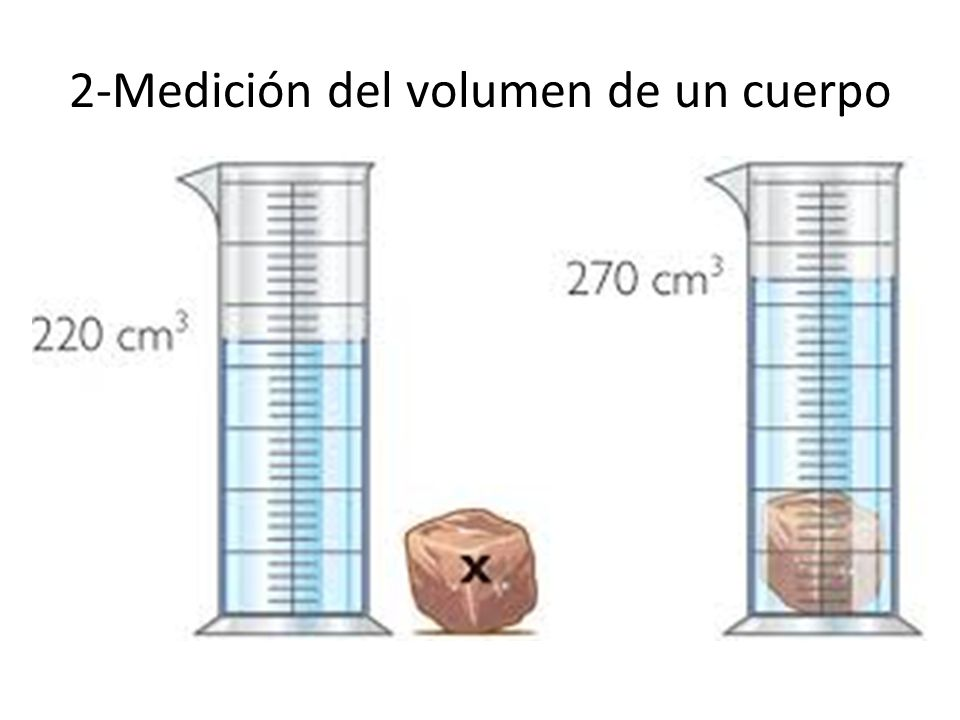 2-Medición del volumen de un cuerpo
270 cm³
220 cm³
x